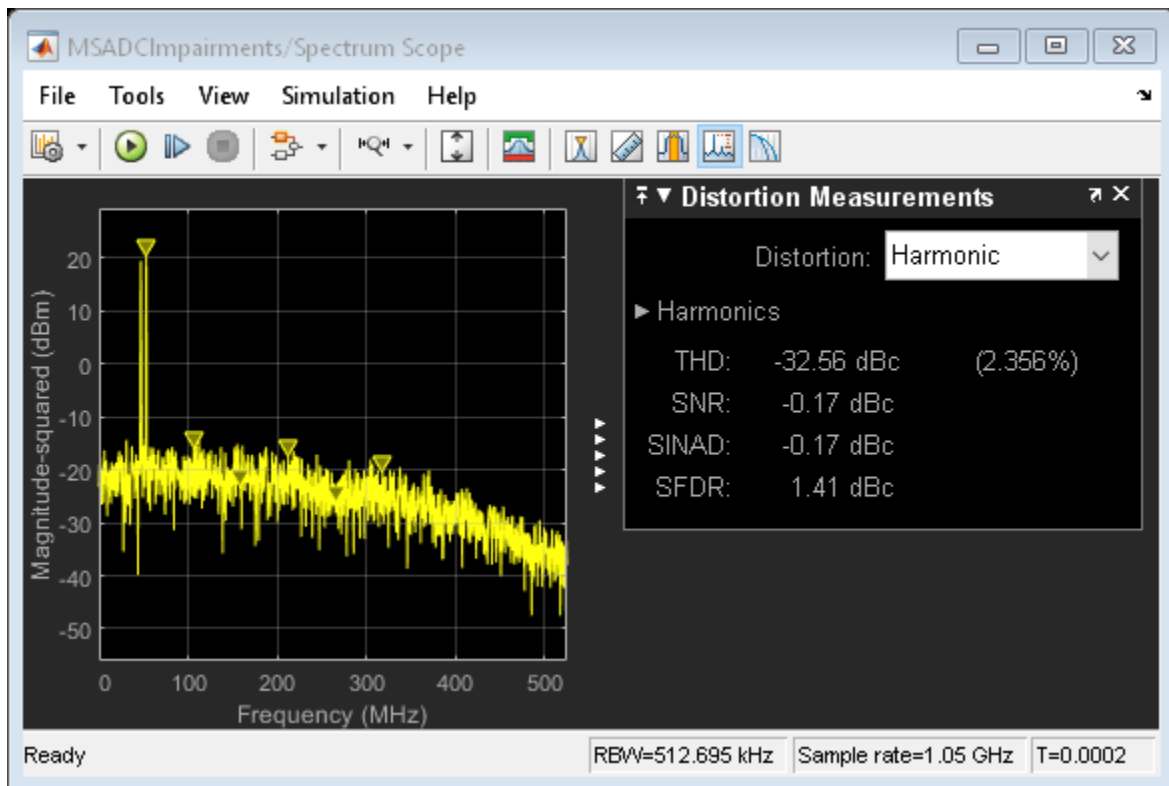 MSADCImpairments/Spectrum Scope
File Tools View Simulation Help
Distortion Measurements
Distortion: Harmonic
Harmonics
THD: -32.56 dBc (2.356%)
SNR: -0.17 dBc
SINAD: -0.17 dBc
SFDR: 1.41 dBc
Magnitude-squared (dBm)
20
10
0
-10
-20
-30
-40
-50
0 100 200 300 400 500
Frequency (MHz)
Ready RBW=512.695 kHz Sample rate=1.05 GHz T=0.0002